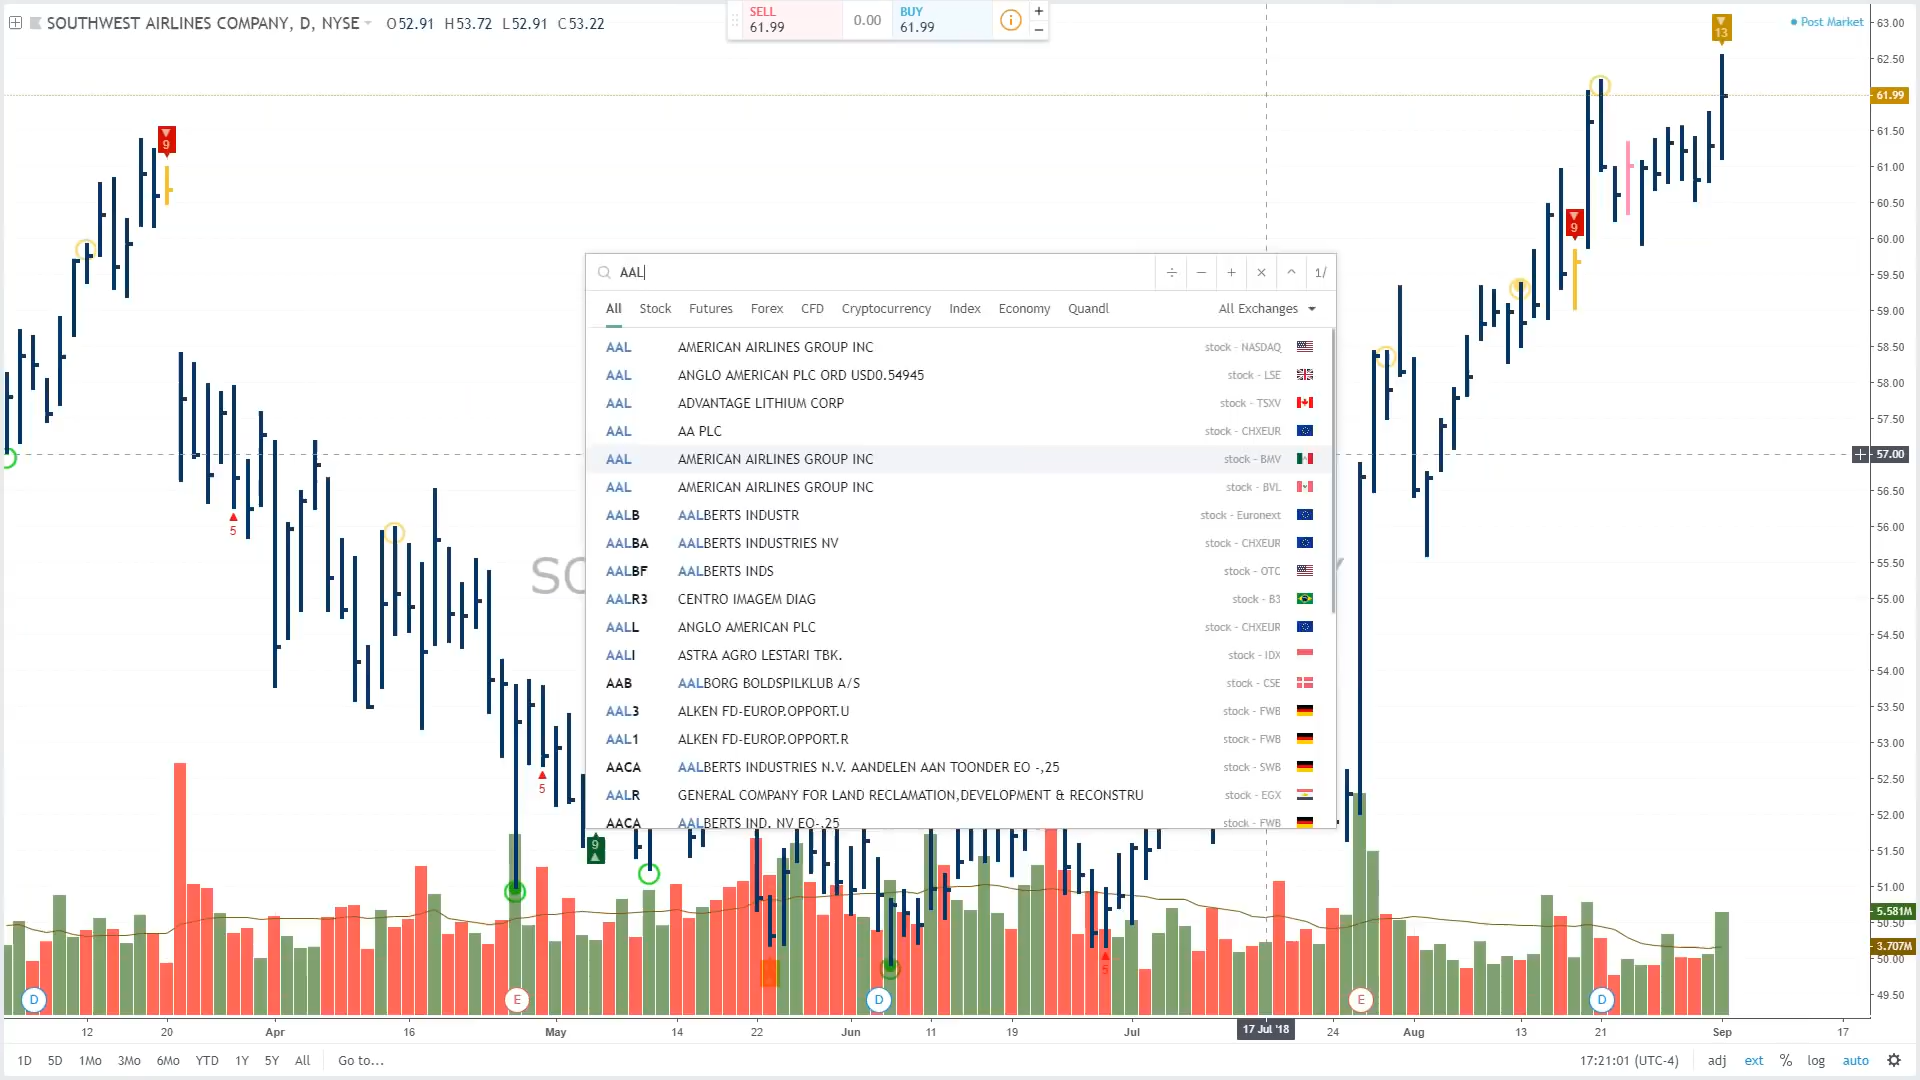 SOUTHWEST AIRLINES COMPANY, D, NYSE O52.91 H53.72 L52.91 C53.22
SELL
61.99
0.00
BUY
61.99
Post Market
AAL
÷ − + × ^ 1/
All Stock Futures Forex CFD Cryptocurrency Index Economy Quandl All Exchanges
AAL AMERICAN AIRLINES GROUP INC stock - NASDAQ
AAL ANGLO AMERICAN PLC ORD USD0.54945 stock - LSE
AAL ADVANTAGE LITHIUM CORP stock - TSXV
AAL AA PLC stock - CHXEUR
AAL AMERICAN AIRLINES GROUP INC stock - BMV
AAL AMERICAN AIRLINES GROUP INC stock - BVL
AALB AALBERTS INDUSTR stock - Euronext
AALBA AALBERTS INDUSTRIES NV stock - CHXEUR
AALBF AALBERTS INDS stock - OTC
AALR3 CENTRO IMAGEM DIAG stock - B3
AALL ANGLO AMERICAN PLC stock - CHXEUR
AALI ASTRA AGRO LESTARI TBK. stock - IDX
AAB AALBORG BOLDSPILKLUB A/S stock - CSE
AAL3 ALKEN FD-EUROP.OPPORT.U stock - FWB
AAL1 ALKEN FD-EUROP.OPPORT.R stock - FWB
AACA AALBERTS INDUSTRIES N.V. AANDELEN AAN TOONDER EO -,25 stock - SWB
AALR GENERAL COMPANY FOR LAND RECLAMATION,DEVELOPMENT & RECONSTRU stock - EGX
AACA AALBERTS IND. NV EO-,25 stock - FWB
9
5
5
9
9
13
5
63.00
62.50
61.99
61.50
61.00
60.50
60.00
59.50
59.00
58.50
58.00
57.50
57.00
56.50
56.00
55.50
55.00
54.50
54.00
53.50
53.00
52.50
52.00
51.50
51.00
5.581M
50.50
3.707M
50.00
49.50
D E D E D
12 20 Apr 16 May 14 22 Jun 11 19 Jul 17 Jul '18 24 Aug 13 21 Sep 17
1D 5D 1Mo 3Mo 6Mo YTD 1Y 5Y All Go to... 17:21:01 (UTC-4) adj ext % log auto